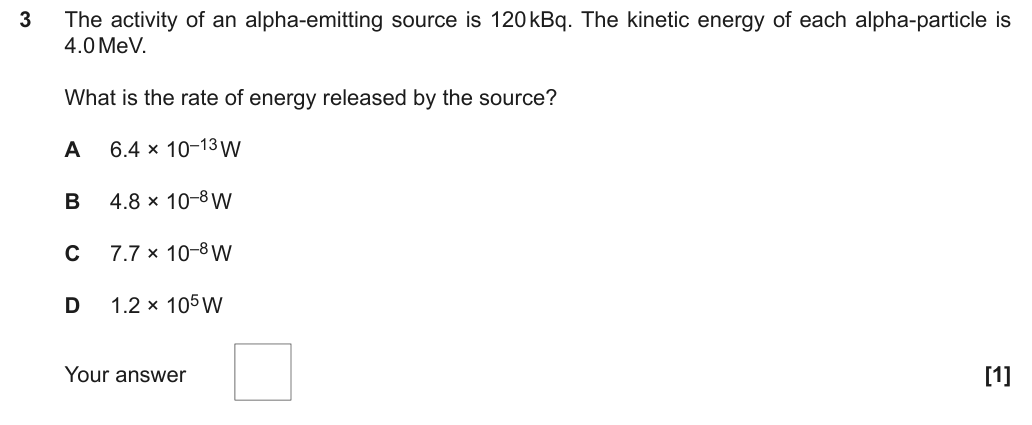 3 The activity of an alpha-emitting source is 120 kBq. The kinetic energy of each alpha-particle is
4.0 MeV.
What is the rate of energy released by the source?
A 6.4 × 10⁻¹³ W
B 4.8 × 10⁻⁸ W
C 7.7 × 10⁻⁸ W
D 1.2 × 10⁵ W
Your answer [1]